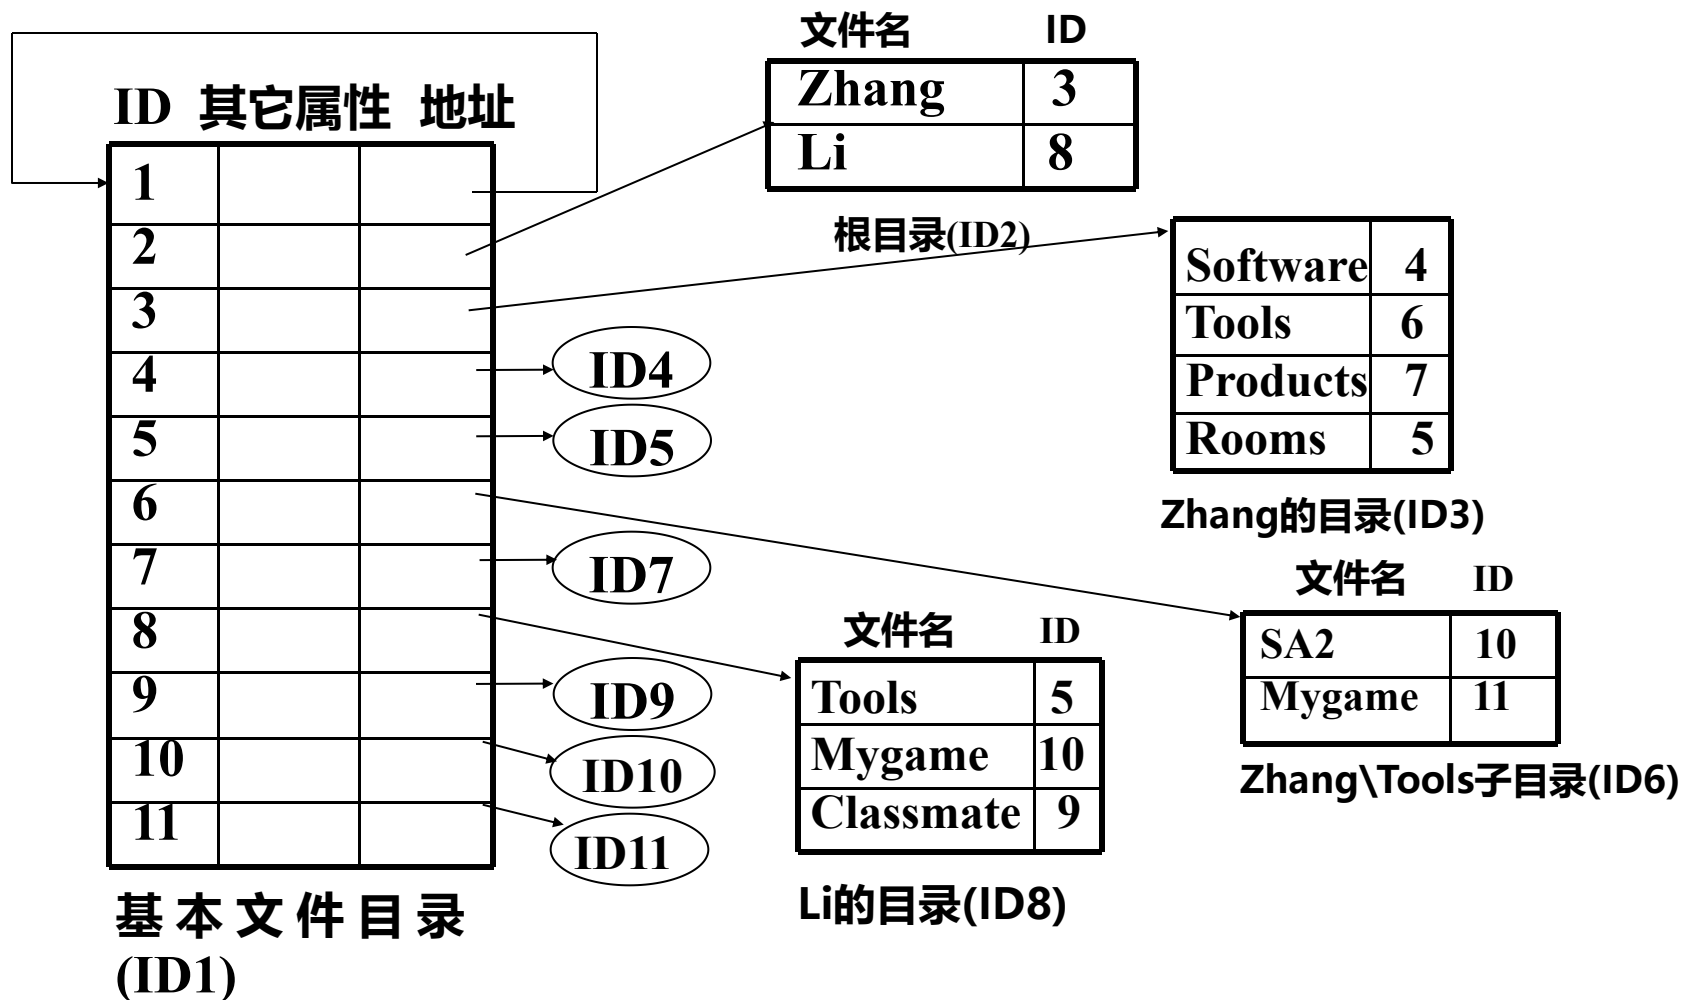 ID 其它属性 地址
1
2
3
4
5
6
7
8
9
10
11
基本文件目录
(ID1)
文件名 ID
Zhang 3
Li 8
根目录(ID2)
Software 4
Tools 6
Products 7
Rooms 5
Zhang的目录(ID3)
ID4
ID5
ID7
ID9
ID10
ID11
文件名 ID
Tools 5
Mygame 10
Classmate 9
Li的目录(ID8)
文件名 ID
SA2 10
Mygame 11
Zhang\Tools子目录(ID6)